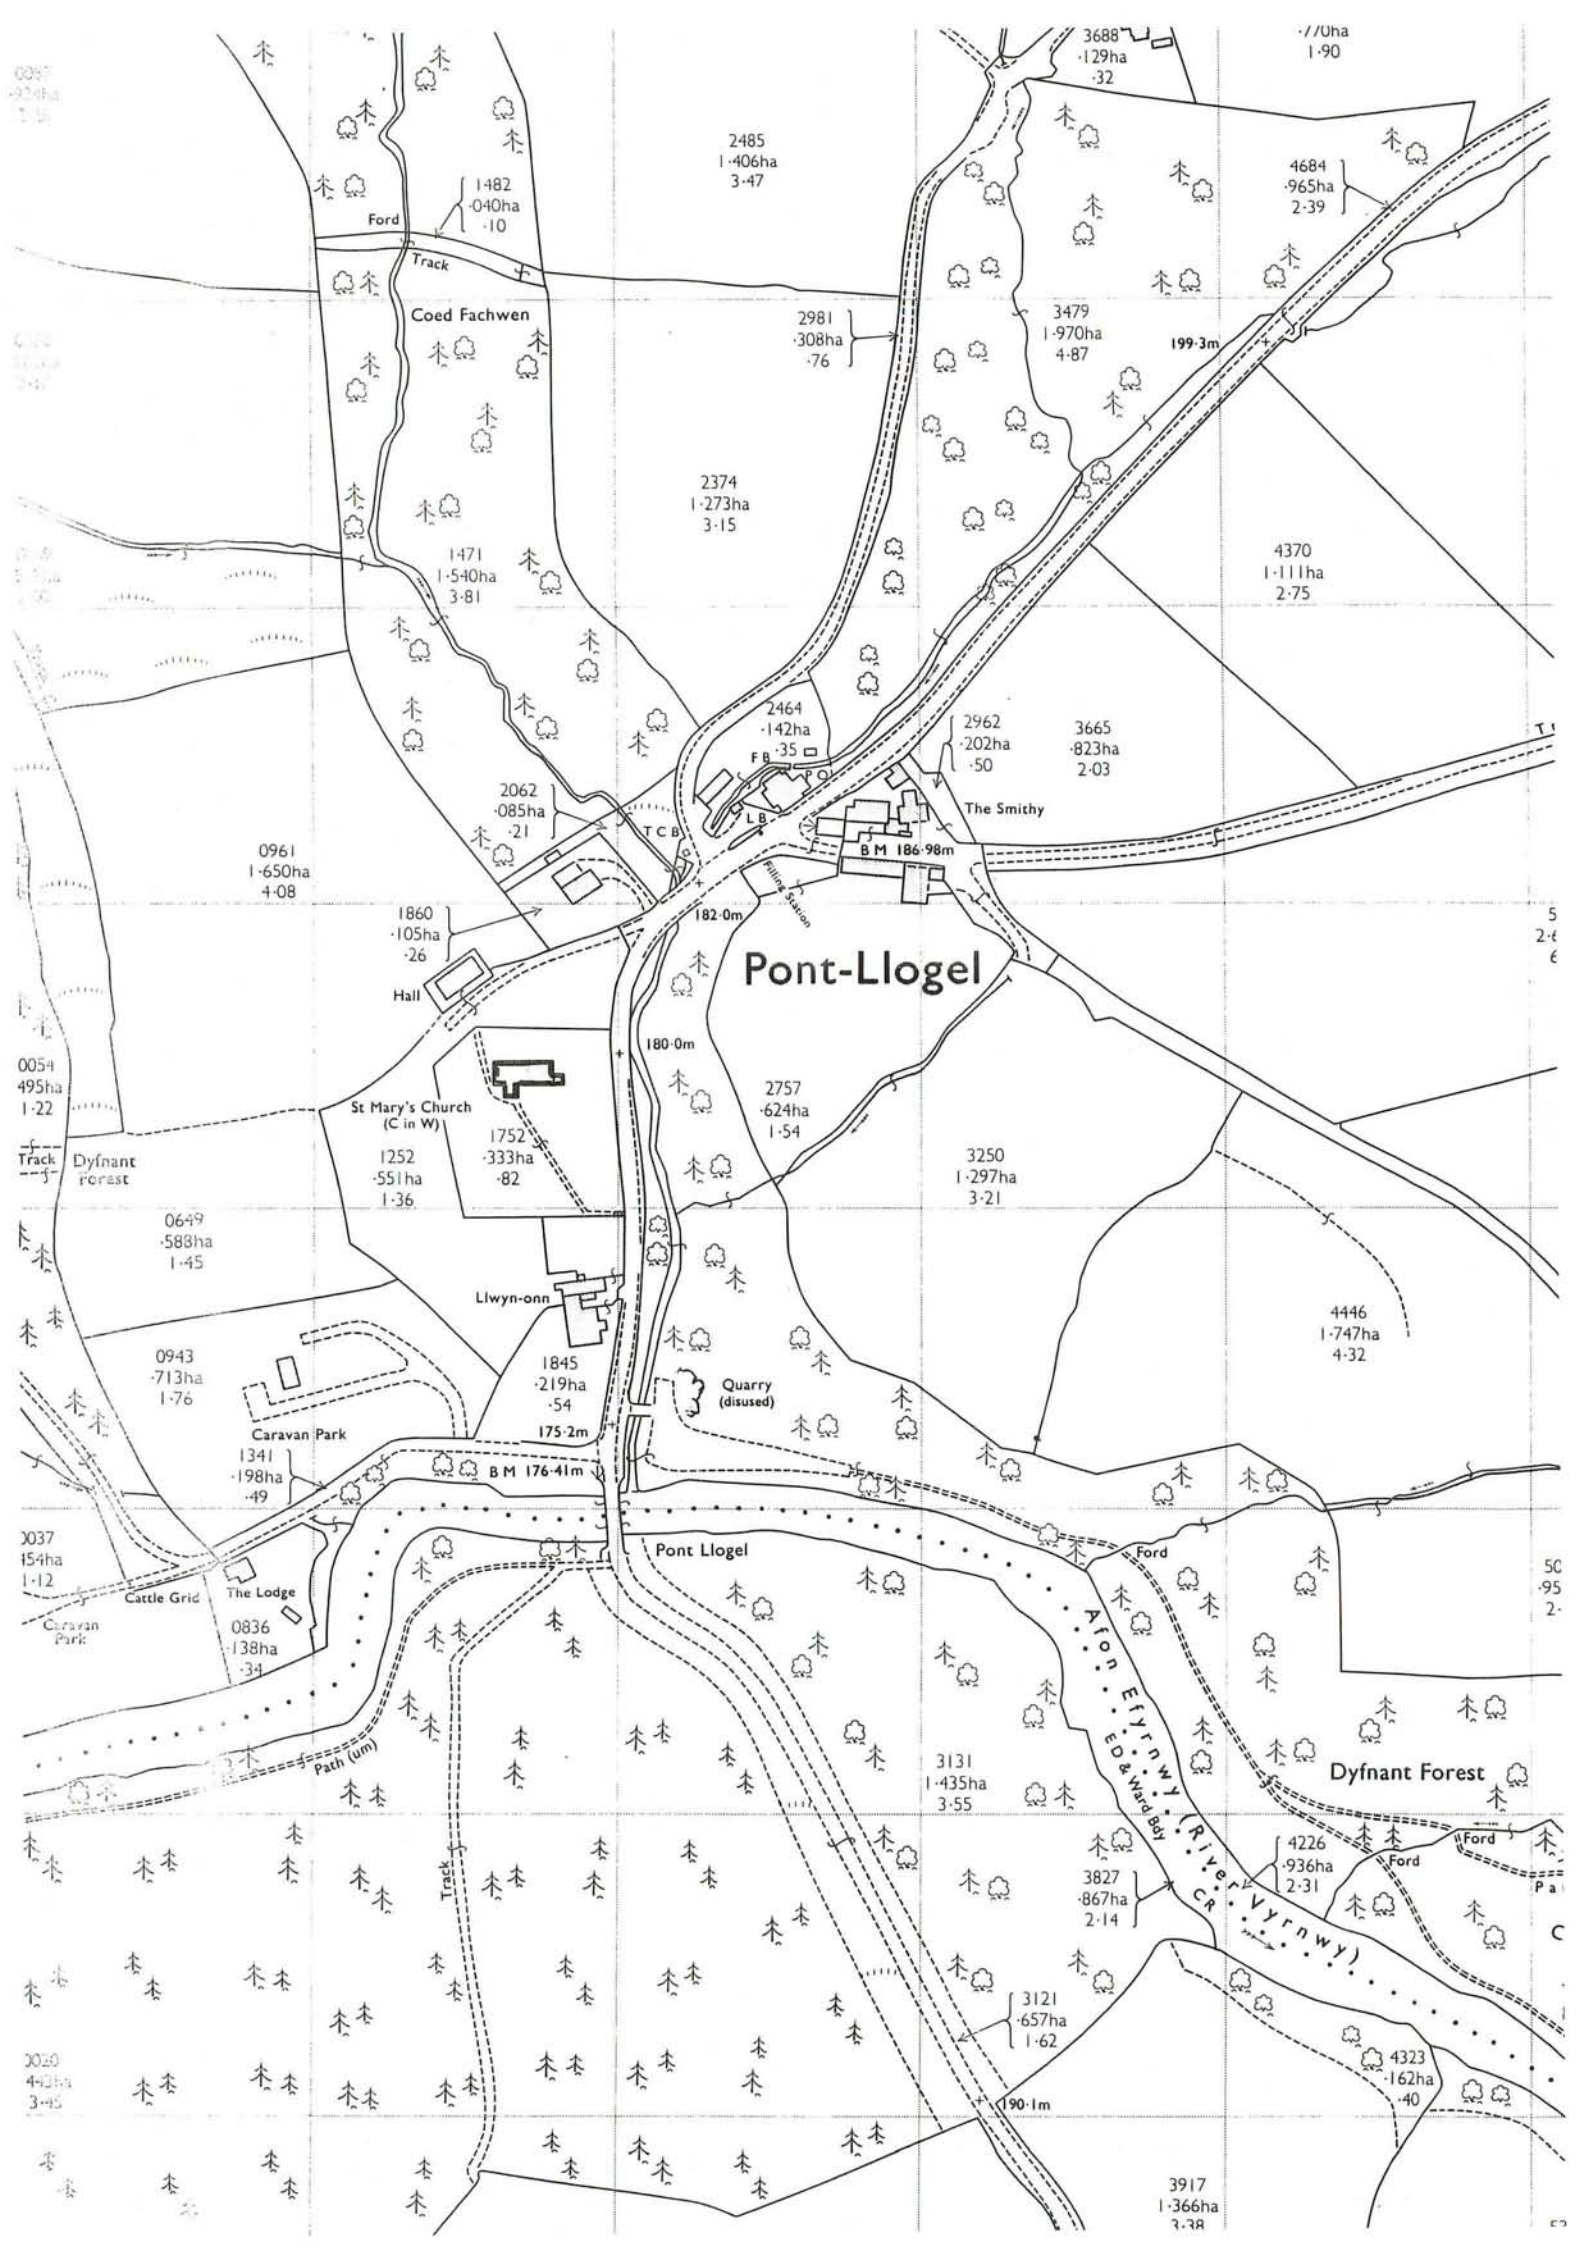 3688
·129ha
·32
·770ha
1·90
2485
1·406ha
3·47
4684
·965ha
2·39
1482
·040ha
·10
Ford
Track
Coed Fachwen
2981
·308ha
·76
3479
1·970ha
4·87
199·3m
2374
1·273ha
3·15
1471
1·540ha
3·81
4370
1·111ha
2·75
2464
·142ha
·35
2962
·202ha
·50
3665
·823ha
2·03
FB
PO
2062
·085ha
·21
TCB
LB
The Smithy
BM 186·98m
0961
1·650ha
4·08
Filling Station
1860
·105ha
·26
182·0m
Pont-Llogel
Hall
180·0m
0054
495ha
1·22
St Mary's Church
(C in W)
2757
·624ha
1·54
1752
·333ha
·82
Track
Dyfnant
Forest
1252
·551ha
1·36
3250
1·297ha
3·21
0649
·588ha
1·45
Llwyn-onn
4446
1·747ha
4·32
0943
·713ha
1·76
1845
·219ha
·54
Quarry
(disused)
Caravan Park
175·2m
1341
·198ha
·49
BM 176·41m
0037
154ha
1·12
Pont Llogel
Ford
Cattle Grid
The Lodge
Caravan
Park
0836
·138ha
·34
Afon Efyrnwy (River Vyrnwy)
ED & Ward Bdy
CR
Path (um)
3131
1·435ha
3·55
Dyfnant Forest
Ford
Ford
4226
·936ha
2·31
3827
·867ha
2·14
Track
3121
·657ha
1·62
4323
·162ha
·40
190·1m
3917
1·366ha
3·38